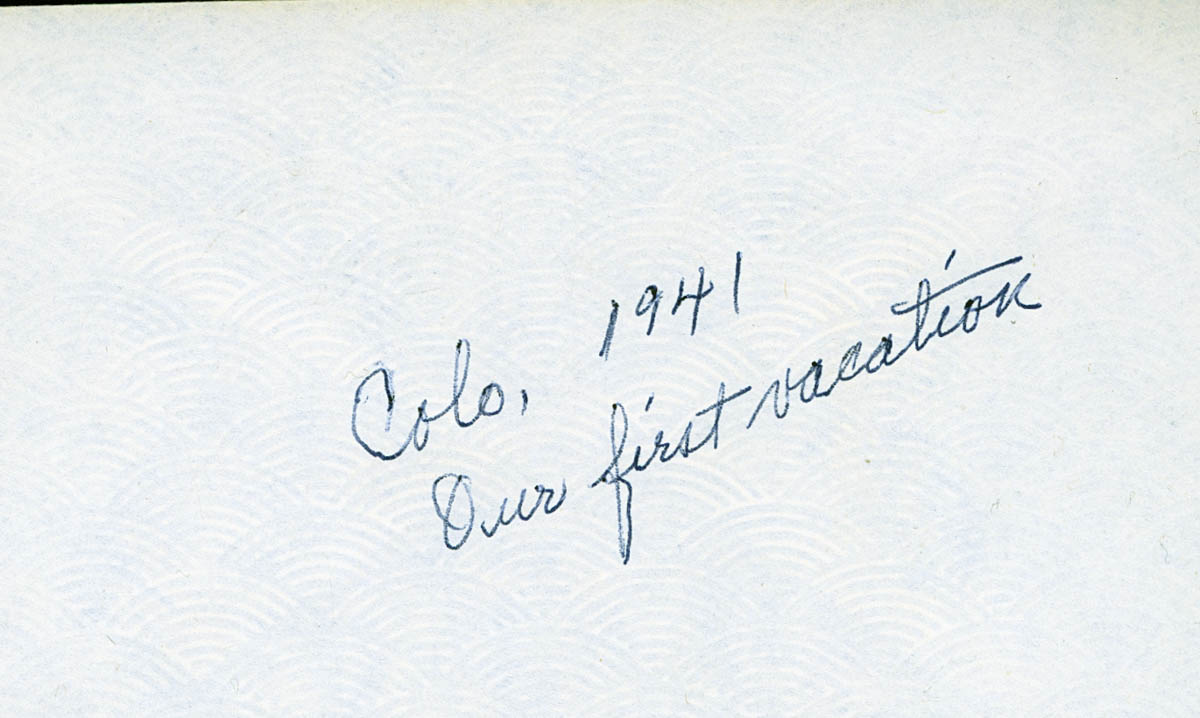 Colo, 1941
Our first vacation